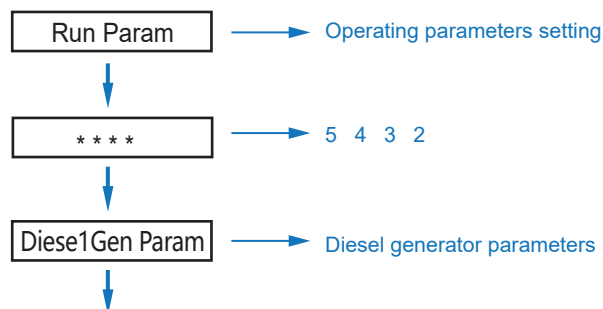 Run Param
Operating parameters setting
* * * *
5 4 3 2
Diese1Gen Param
Diesel generator parameters